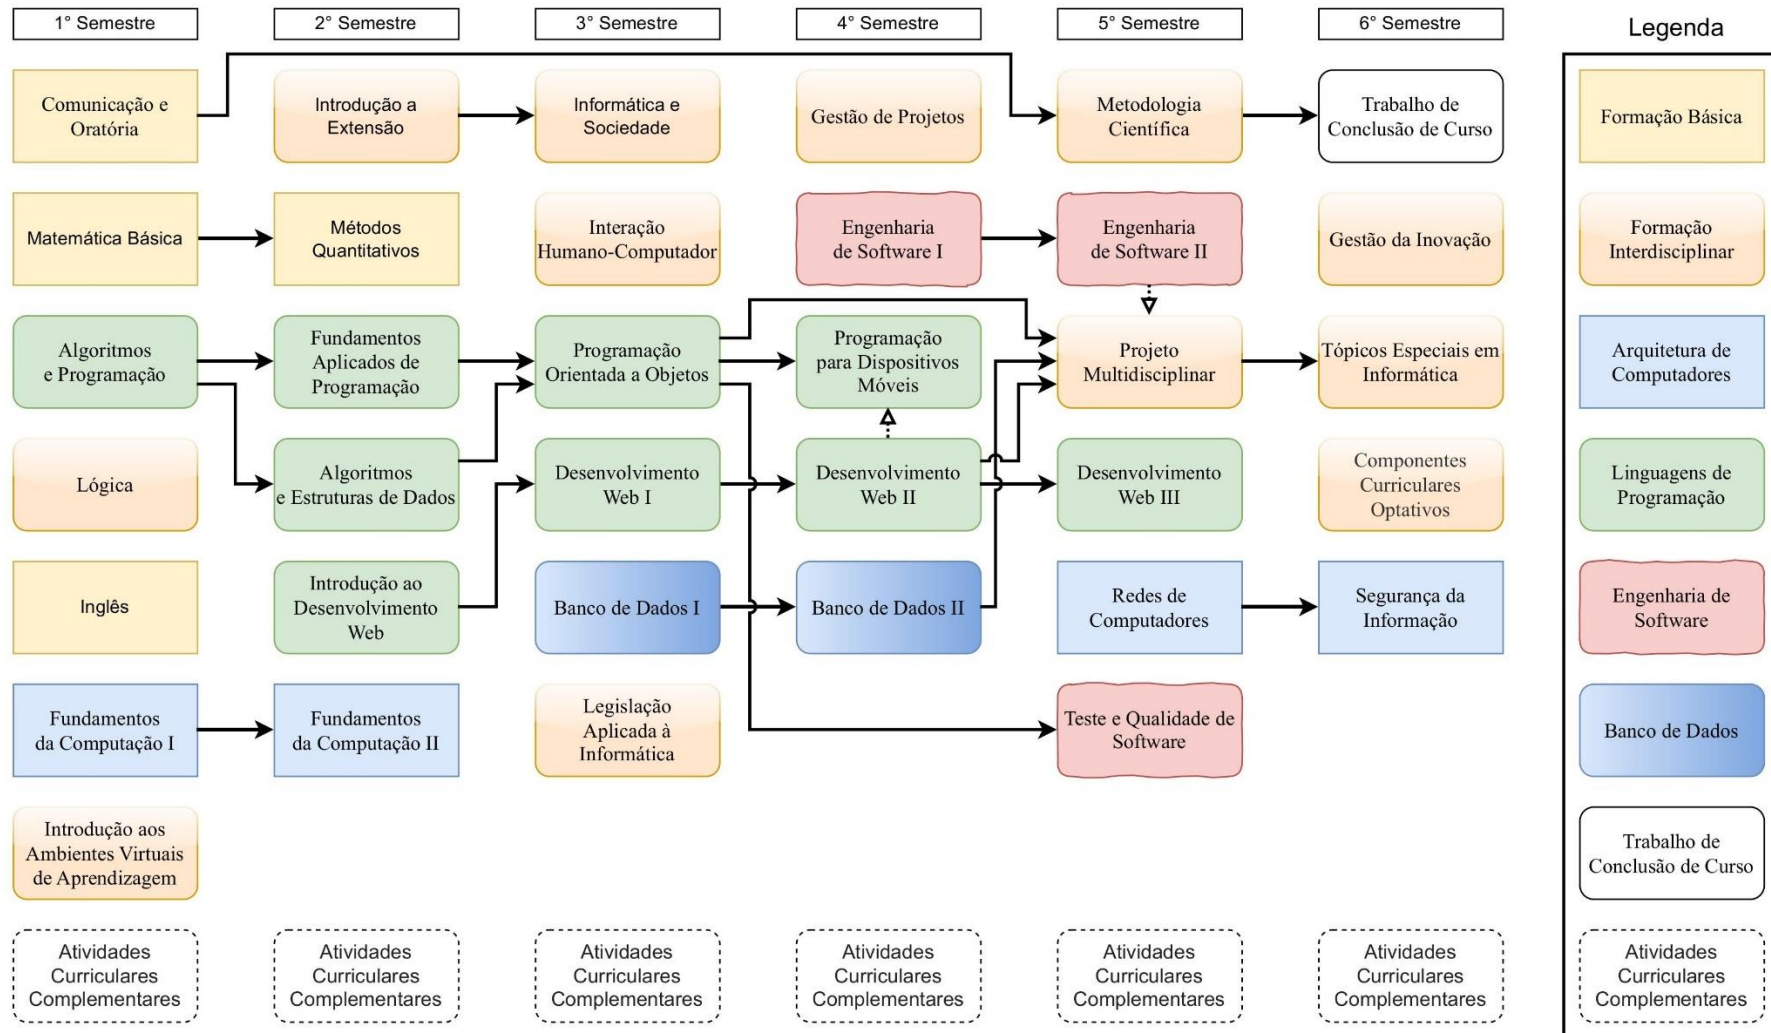 1° Semestre
2° Semestre
3° Semestre
4° Semestre
5° Semestre
6° Semestre
Legenda
Comunicação e
Oratória
Introdução a
Extensão
Informática e
Sociedade
Gestão de Projetos
Metodologia
Científica
Trabalho de
Conclusão de Curso
Formação Básica
Matemática Básica
Métodos
Quantitativos
Interação
Humano-Computador
Engenharia
de Software I
Engenharia
de Software II
Gestão da Inovação
Formação
Interdisciplinar
Algoritmos
e Programação
Fundamentos
Aplicados de
Programação
Programação
Orientada a Objetos
Programação
para Dispositivos
Móveis
Projeto
Multidisciplinar
Tópicos Especiais em
Informática
Arquitetura de
Computadores
Lógica
Algoritmos
e Estruturas de Dados
Desenvolvimento
Web I
Desenvolvimento
Web II
Desenvolvimento
Web III
Componentes
Curriculares
Optativos
Linguagens de
Programação
Inglês
Introdução ao
Desenvolvimento
Web
Banco de Dados I
Banco de Dados II
Redes de
Computadores
Segurança da
Informação
Engenharia de
Software
Fundamentos
da Computação I
Fundamentos
da Computação II
Legislação
Aplicada à
Informática
Teste e Qualidade de
Software
Banco de Dados
Introdução aos
Ambientes Virtuais
de Aprendizagem
Trabalho de
Conclusão de Curso
Atividades
Curriculares
Complementares
Atividades
Curriculares
Complementares
Atividades
Curriculares
Complementares
Atividades
Curriculares
Complementares
Atividades
Curriculares
Complementares
Atividades
Curriculares
Complementares
Atividades
Curriculares
Complementares